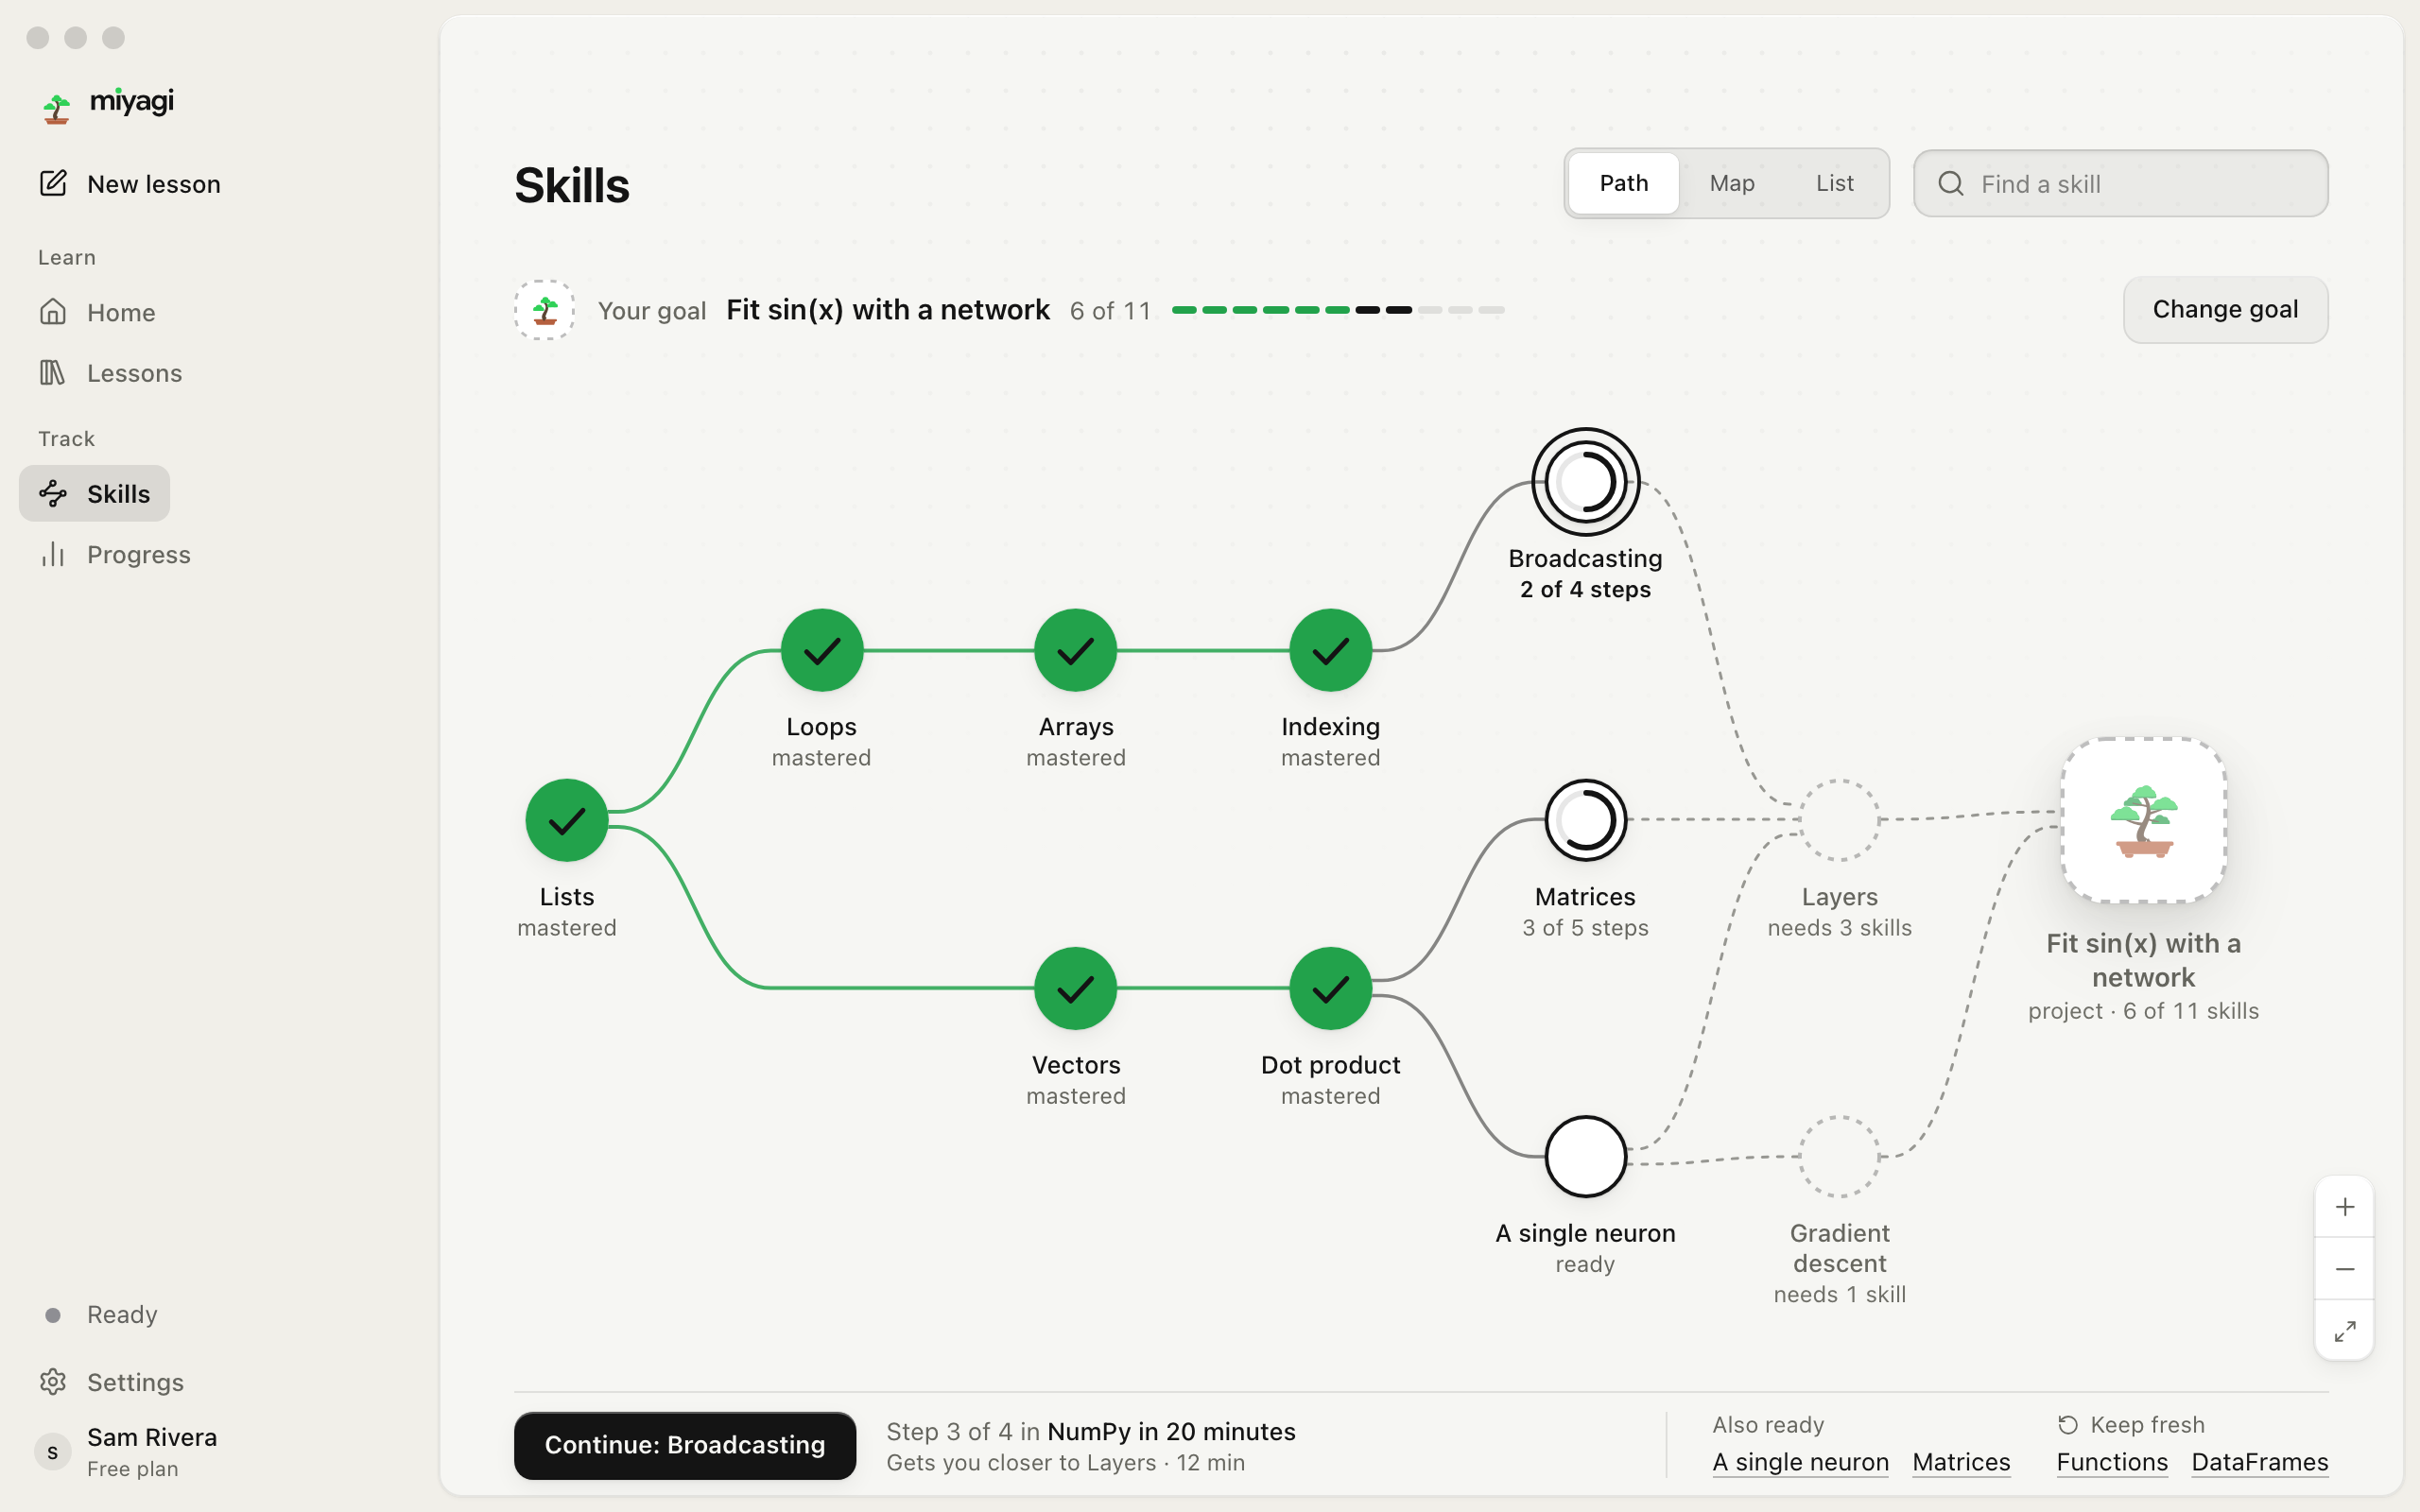 miyagi
New lesson
Learn
Home
Lessons
Track
Skills
Progress
Ready
Settings
S
Sam Rivera
Free plan
Skills
Path
Map
List
Find a skill
Your goal
Fit sin(x) with a network
6 of 11
Change goal
Broadcasting
2 of 4 steps
Loops
mastered
Arrays
mastered
Indexing
mastered
Lists
mastered
Matrices
3 of 5 steps
Layers
needs 3 skills
Fit sin(x) with a
network
project · 6 of 11 skills
Vectors
mastered
Dot product
mastered
A single neuron
ready
Gradient
descent
needs 1 skill
Continue: Broadcasting
Step 3 of 4 in NumPy in 20 minutes
Gets you closer to Layers · 12 min
Also ready
A single neuron
Matrices
Keep fresh
Functions
DataFrames